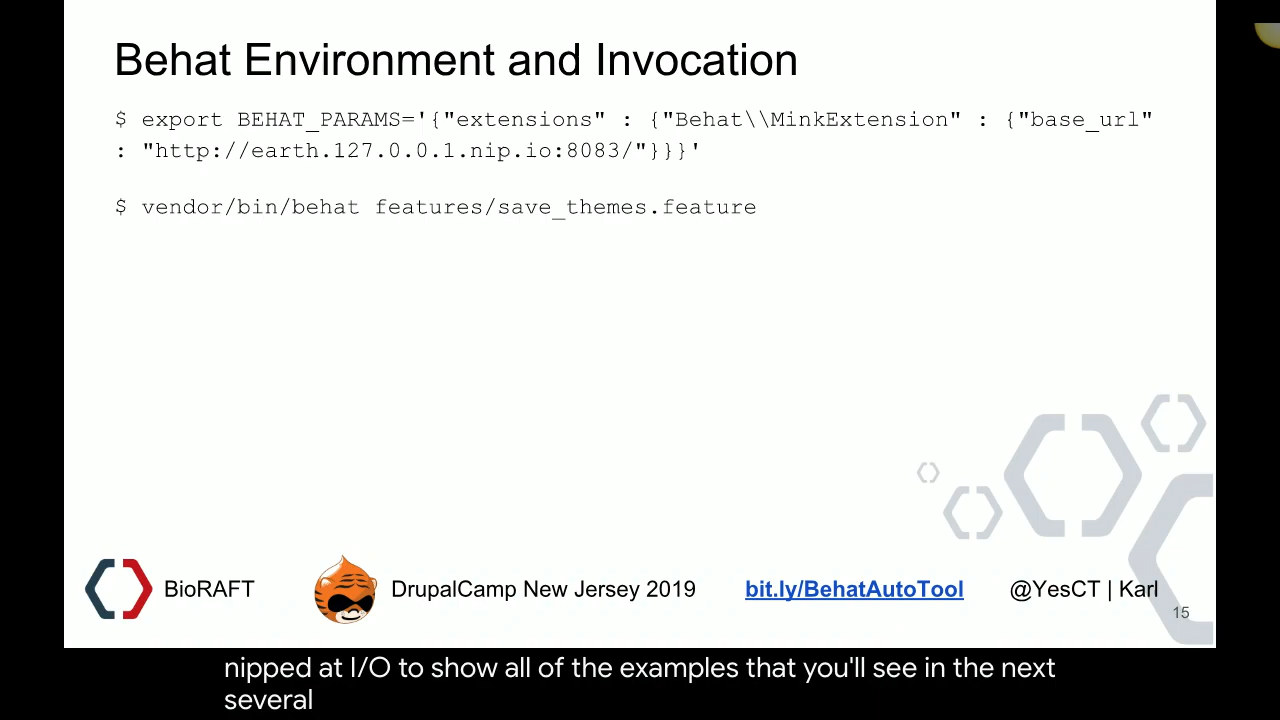 Behat Environment and Invocation
$ export BEHAT_PARAMS='{"extensions" : {"Behat\\MinkExtension" : {"base_url"
: "http://earth.127.0.0.1.nip.io:8083/"}}}'
$ vendor/bin/behat features/save_themes.feature
BioRAFT DrupalCamp New Jersey 2019 bit.ly/BehatAutoTool @YesCT | Karl
15
nipped at I/O to show all of the examples that you'll see in the next
several